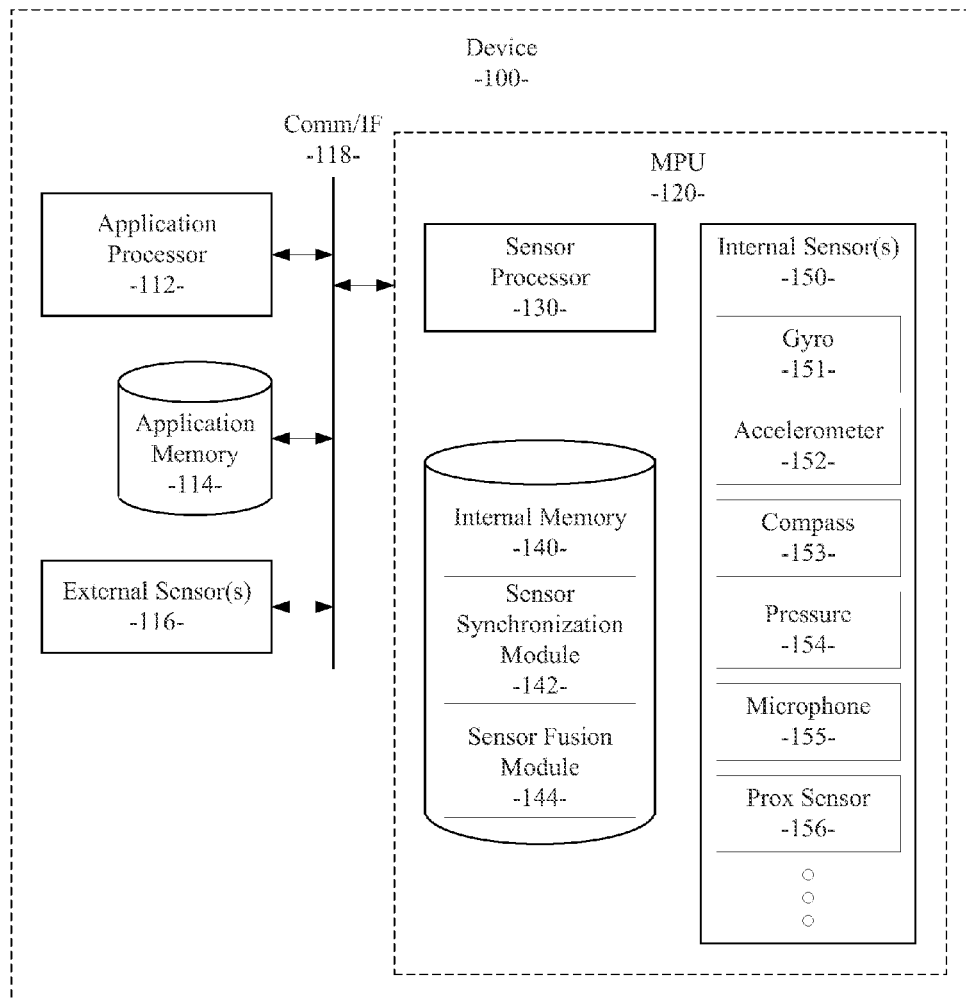 Device
-100-
Comm/IF
-118-
MPU
-120-
Application
Processor
-112-
Sensor
Processor
-130-
Internal Sensor(s)
-150-
Gyro
-151-
Application
Memory
-114-
Accelerometer
-152-
Internal Memory
-140-
Compass
-153-
External Sensor(s)
-116-
Sensor
Synchronization
Module
-142-
Pressure
-154-
Microphone
-155-
Sensor Fusion
Module
-144-
Prox Sensor
-156-